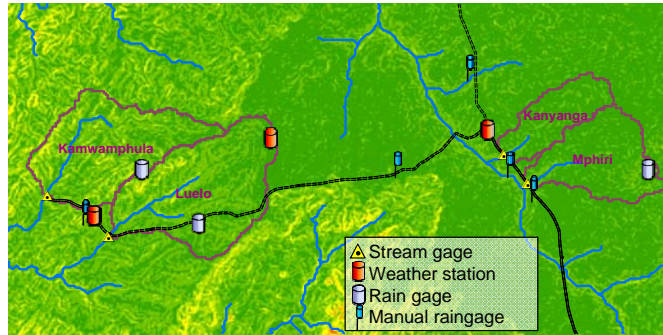 Kanyanga
Kamwamphula
Mphiri
Luelo
Stream gage
Weather station
Rain gage
Manual raingage